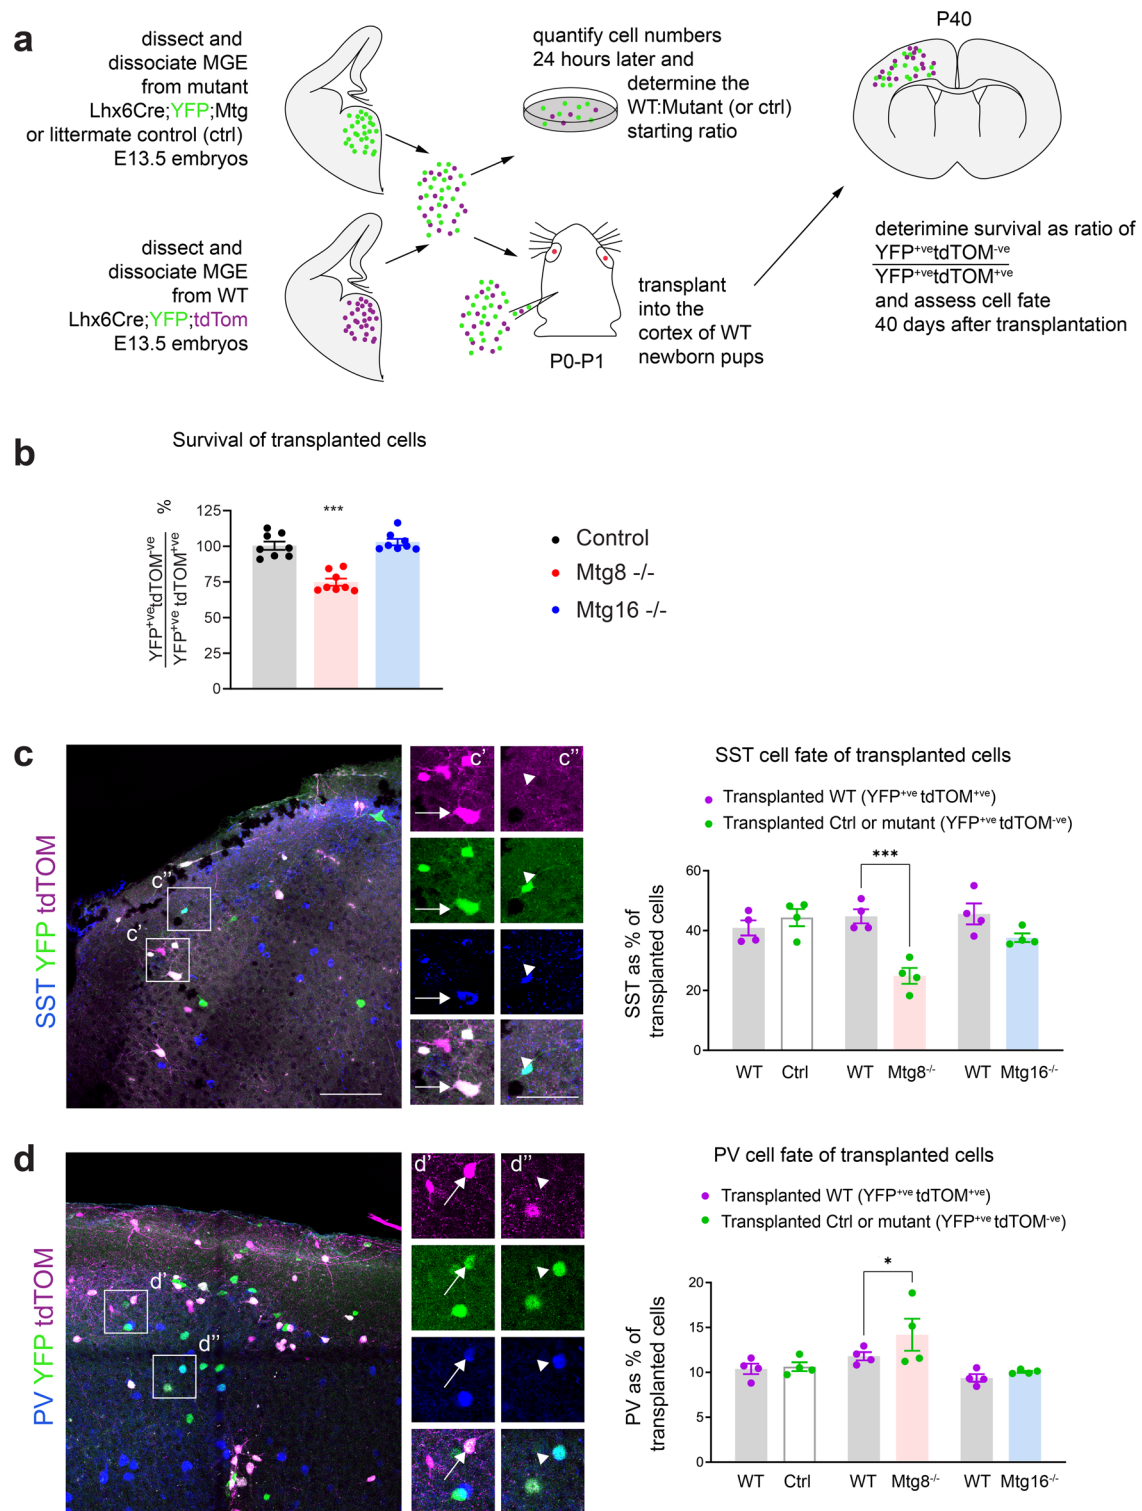 a
dissect and
dissociate MGE
from mutant
Lhx6Cre;YFP;Mtg
or littermate control (ctrl)
E13.5 embryos
dissect and
dissociate MGE
from WT
Lhx6Cre;YFP;tdTom
E13.5 embryos
quantify cell numbers
24 hours later and
determine the
WT:Mutant (or ctrl)
starting ratio
P0-P1
transplant
into the
cortex of WT
newborn pups
P40
deterimine survival as ratio of
YFP+vetdTOM-ve
YFP+vetdTOM+ve
and assess cell fate
40 days after transplantation
b
Survival of transplanted cells
YFP+vetdTOM-ve
YFP+ve tdTOM+ve
%
125
100
75
50
25
0
***
Control
Mtg8 -/-
Mtg16 -/-
c
SST YFP tdTOM
c''
c'
c'
c''
SST cell fate of transplanted cells
Transplanted WT (YFP+ve tdTOM+ve)
Transplanted Ctrl or mutant (YFP+ve tdTOM-ve)
SST as % of
transplanted cells
60
40
20
0
***
WT Ctrl WT Mtg8-/- WT Mtg16-/-
d
PV YFP tdTOM
d'
d''
d'
d''
PV cell fate of transplanted cells
Transplanted WT (YFP+ve tdTOM+ve)
Transplanted Ctrl or mutant (YFP+ve tdTOM-ve)
PV as % of
transplanted cells
20
15
10
5
0
*
WT Ctrl WT Mtg8-/- WT Mtg16-/-